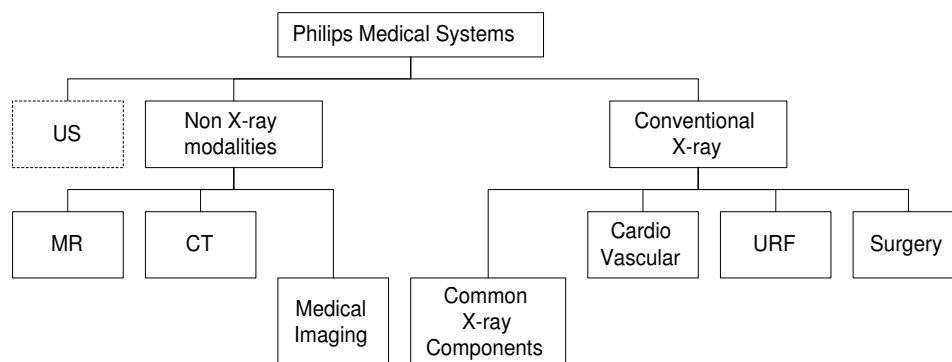 Philips Medical Systems
US
Non X-ray
modalities
Conventional
X-ray
MR
CT
Cardio
Vascular
URF
Surgery
Medical
Imaging
Common
X-ray
Components